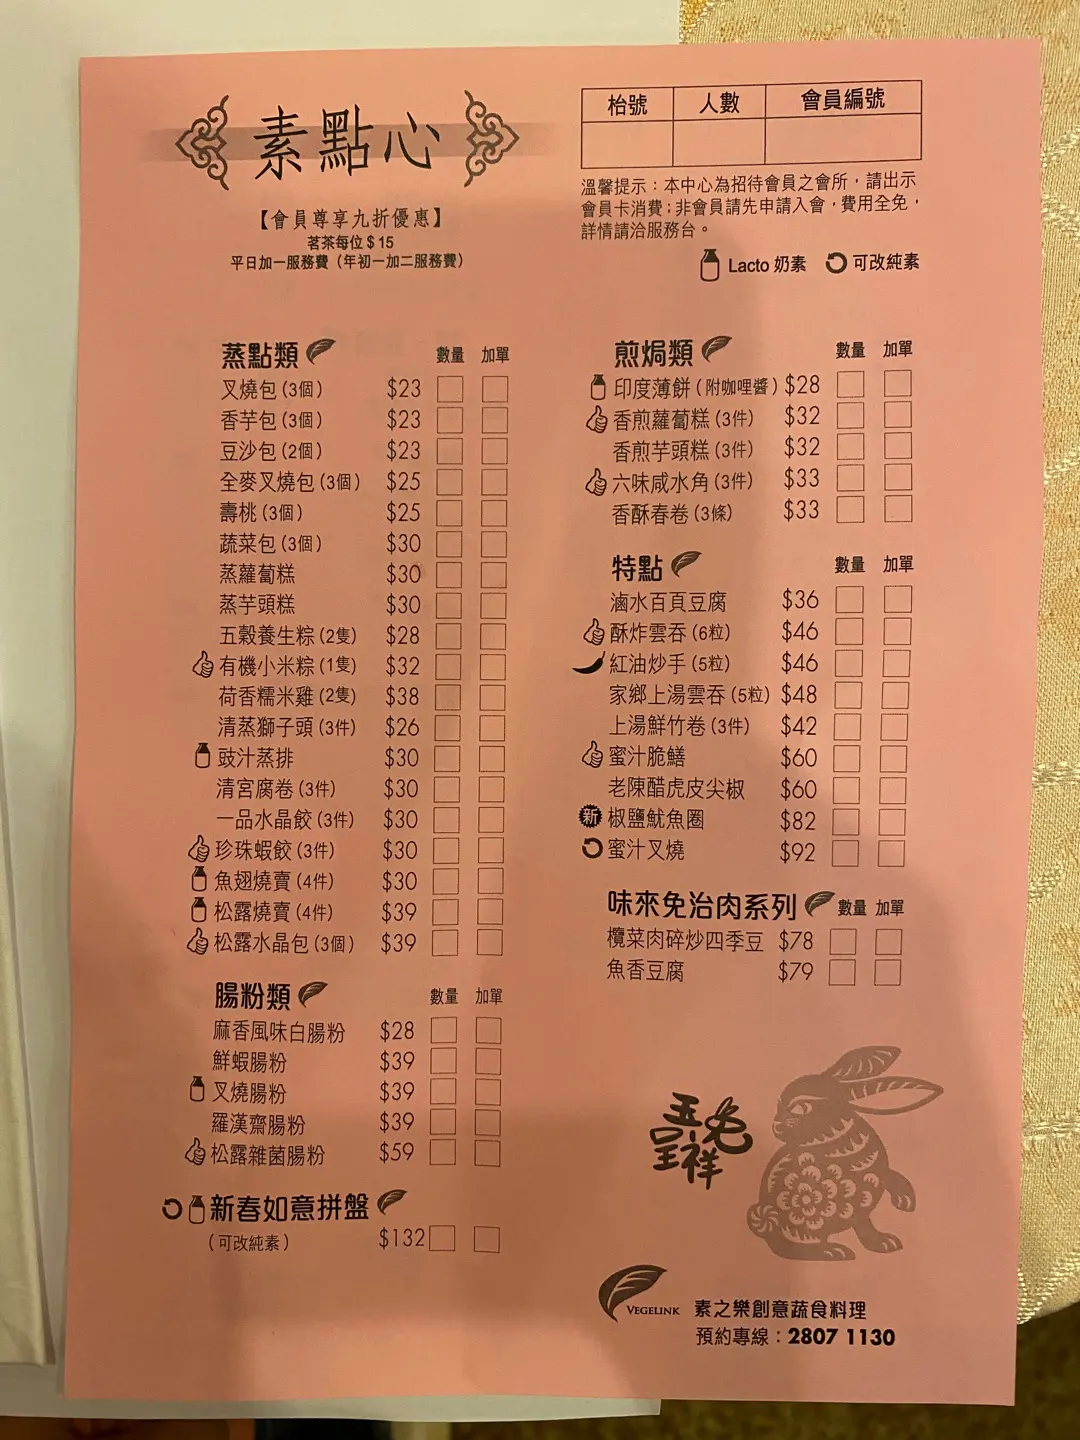 素點心
【會員尊享九折優惠】
茗茶每位 $ 15
平日加一服務費（年初一加二服務費）
枱號 人數 會員編號
溫馨提示：本中心為招待會員之會所，請出示
會員卡消費；非會員請先申請入會，費用全免，
詳情請洽服務台。
Lacto 奶素 可改純素
蒸點類 數量 加單
叉燒包 (3個) $23
香芋包 (3個) $23
豆沙包 (2個) $23
全麥叉燒包 (3個) $25
壽桃 (3個) $25
蔬菜包 (3個) $30
蒸蘿蔔糕 $30
蒸芋頭糕 $30
五穀養生粽 (2隻) $28
有機小米粽 (1隻) $32
荷香糯米雞 (2隻) $38
清蒸獅子頭 (3件) $26
豉汁蒸排 $30
清宮腐卷 (3件) $30
一品水晶餃 (3件) $30
珍珠蝦餃 (3件) $30
魚翅燒賣 (4件) $30
松露燒賣 (4件) $39
松露水晶包 (3個) $39
腸粉類 數量 加單
麻香風味白腸粉 $28
鮮蝦腸粉 $39
叉燒腸粉 $39
羅漢齋腸粉 $39
松露雜菌腸粉 $59
新春如意拼盤
（可改純素） $132
煎焗類 數量 加單
印度薄餅 ( 附咖哩醬 ) $28
香煎蘿蔔糕 (3件) $32
香煎芋頭糕 (3件) $32
六味咸水角 (3件) $33
香酥春卷 (3條) $33
特點 數量 加單
滷水百頁豆腐 $36
酥炸雲吞 (6粒) $46
紅油炒手 (5粒) $46
家鄉上湯雲吞 (5粒) $48
上湯鮮竹卷 (3件) $42
蜜汁脆鱔 $60
老陳醋虎皮尖椒 $60
新 椒鹽魷魚圈 $82
蜜汁叉燒 $92
味來免治肉系列 數量 加單
欖菜肉碎炒四季豆 $78
魚香豆腐 $79
玉兔呈祥
VEGELINK 素之樂創意蔬食料理
預約專線：2807 1130